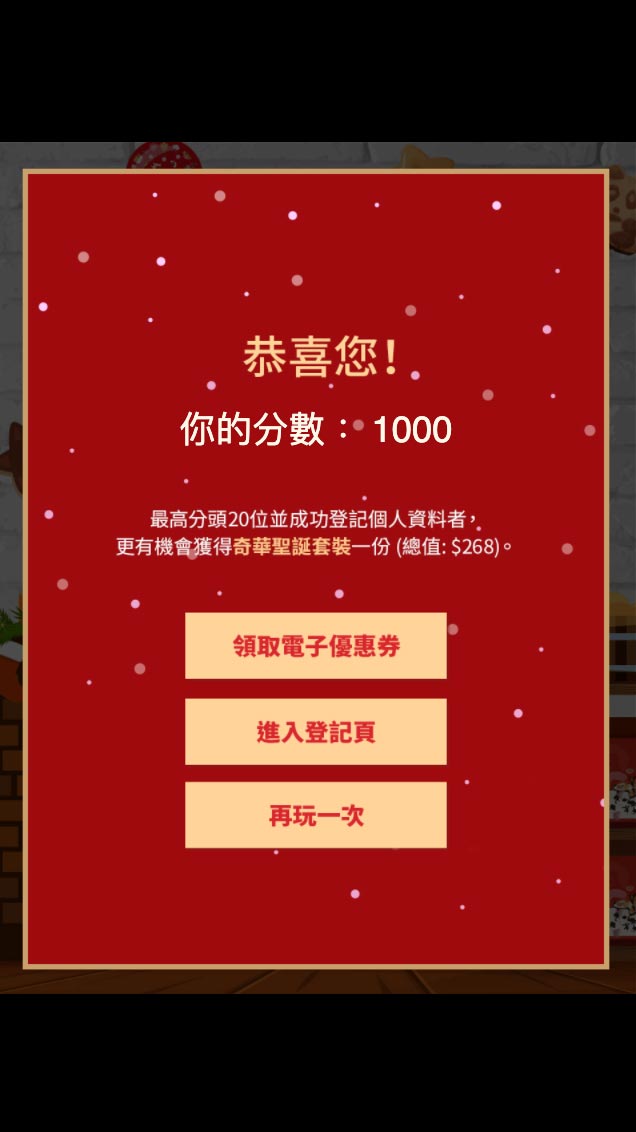 恭喜您！
你的分數： 1000
最高分頭20位並成功登記個人資料者，
更有機會獲得奇華聖誕套裝一份 (總值: $268)。
領取電子優惠券
進入登記頁
再玩一次